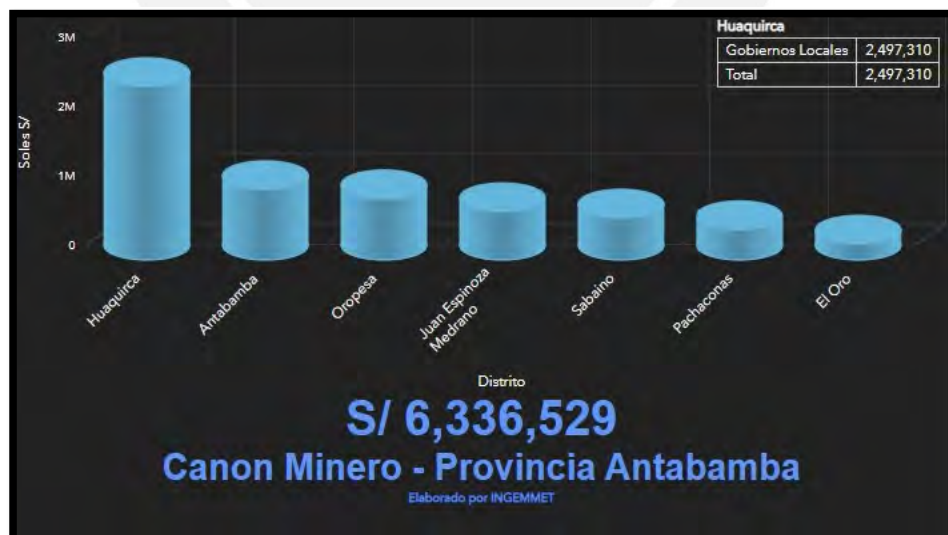 Huaquirca
Gobiernos Locales 2,497,310
Total 2,497,310
Soles S/
3M
2M
1M
0
Huaquirca
Antabamba
Oropesa
Juan Espinoza
Medrano
Sabaino
Pachaconas
El Oro
Distrito
S/ 6,336,529
Canon Minero - Provincia Antabamba
Elaborado por INGEMMET